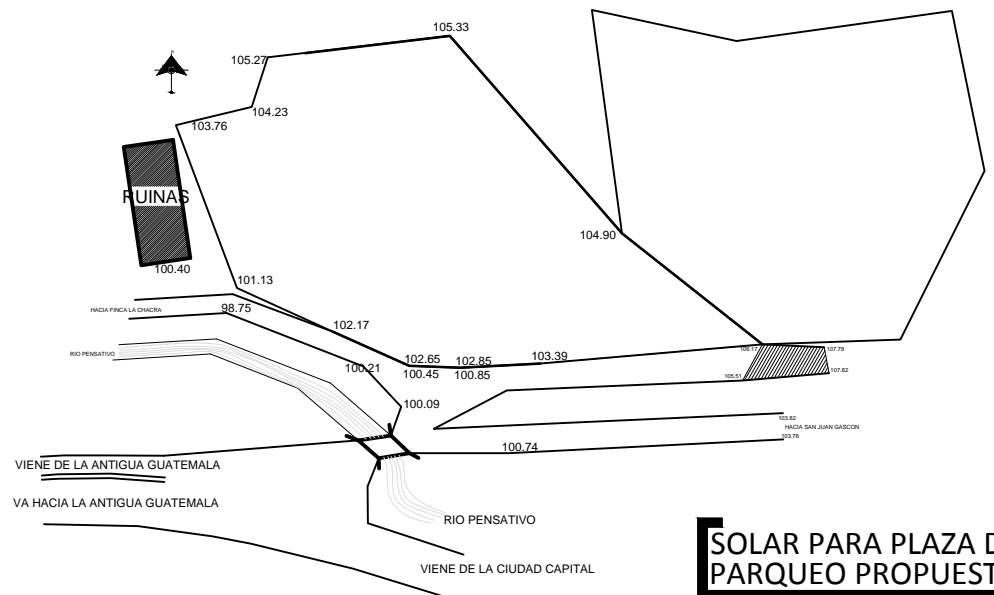 105.33
105.27
104.23
103.76
RUINAS
104.90
100.40
101.13
HACIA FINCA LA CHACRA
98.75
102.17
RIO PENSATIVO
102.65
102.85
103.39
106.17
107.78
100.21
100.45
100.85
105.51
107.82
100.09
103.82
HACIA SAN JUAN GASCON
103.78
100.74
VIENE DE LA ANTIGUA GUATEMALA
VA HACIA LA ANTIGUA GUATEMALA
RIO PENSATIVO
VIENE DE LA CIUDAD CAPITAL
SOLAR PARA PLAZA D
PARQUEO PROPUEST